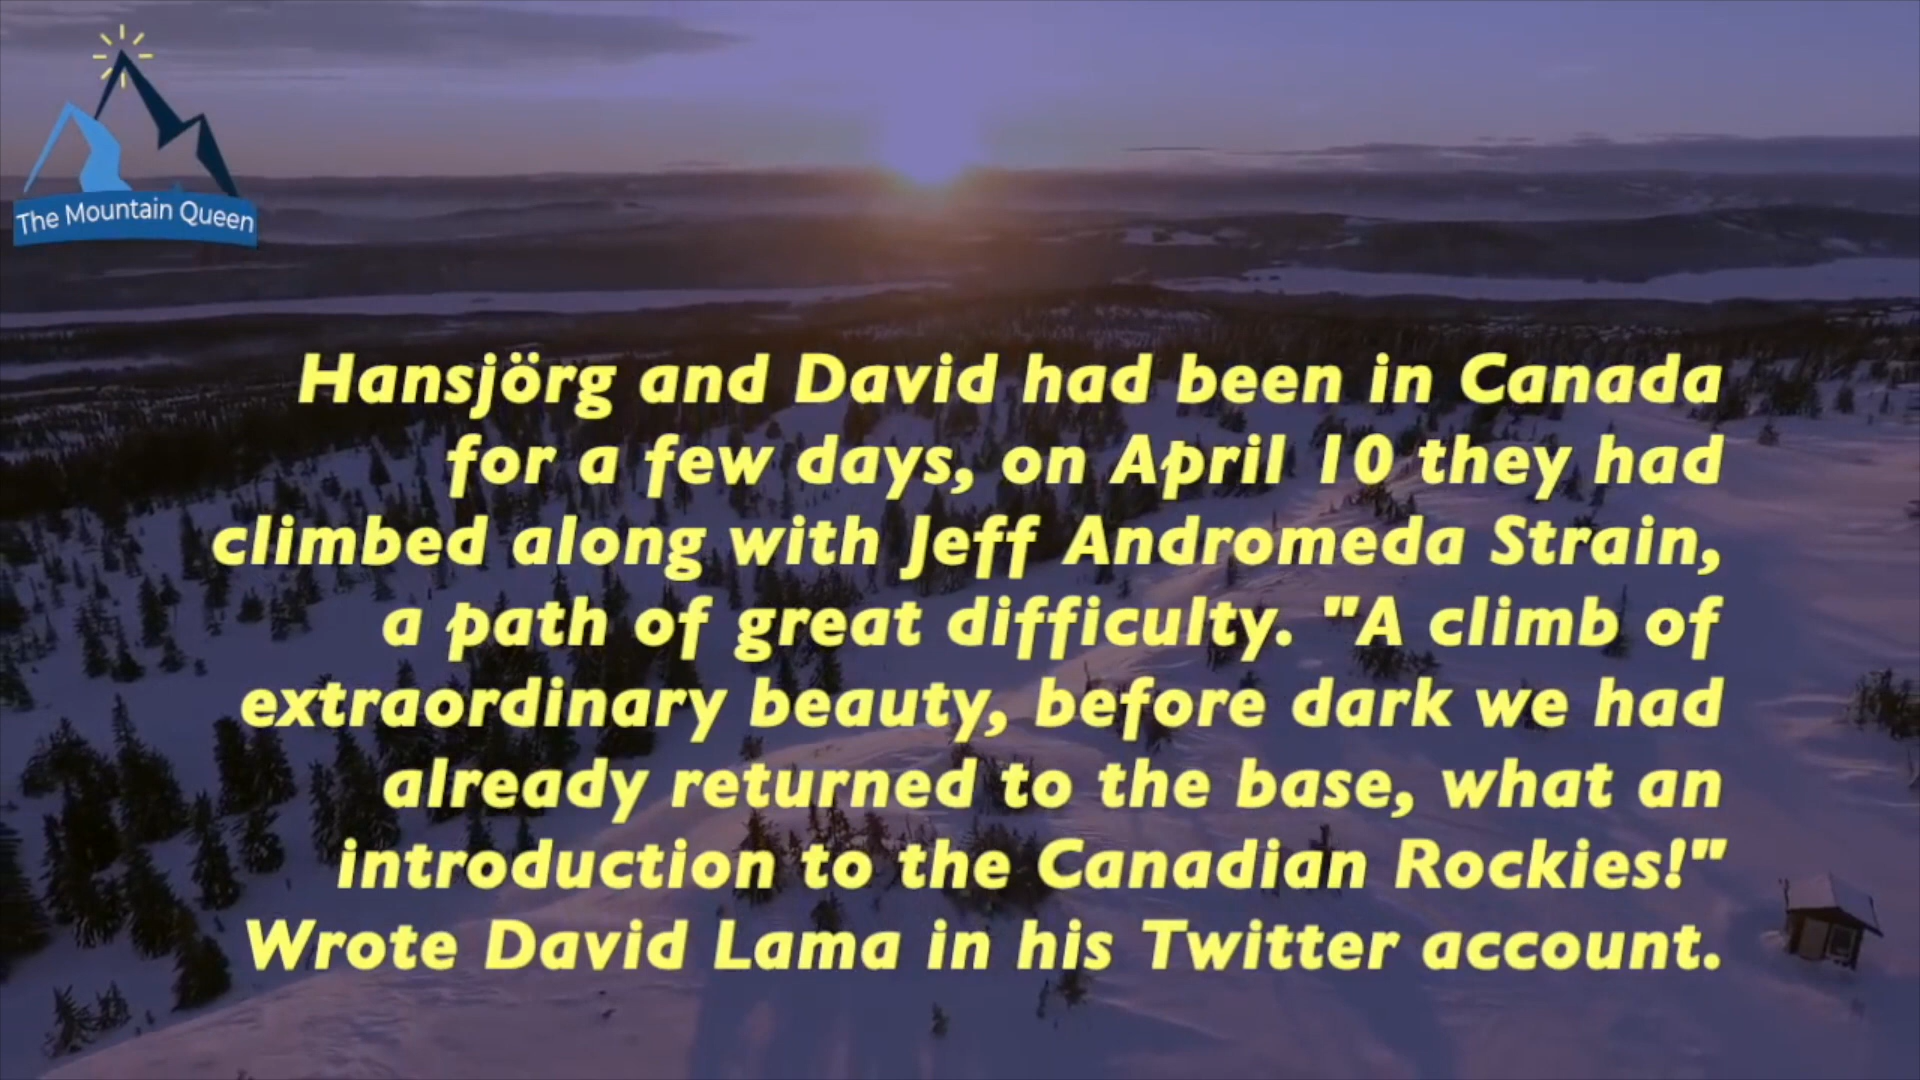 The Mountain Queen
Hansjörg and David had been in Canada
for a few days, on April 10 they had
climbed along with Jeff Andromeda Strain,
a path of great difficulty. "A climb of
extraordinary beauty, before dark we had
already returned to the base, what an
introduction to the Canadian Rockies!"
Wrote David Lama in his Twitter account.